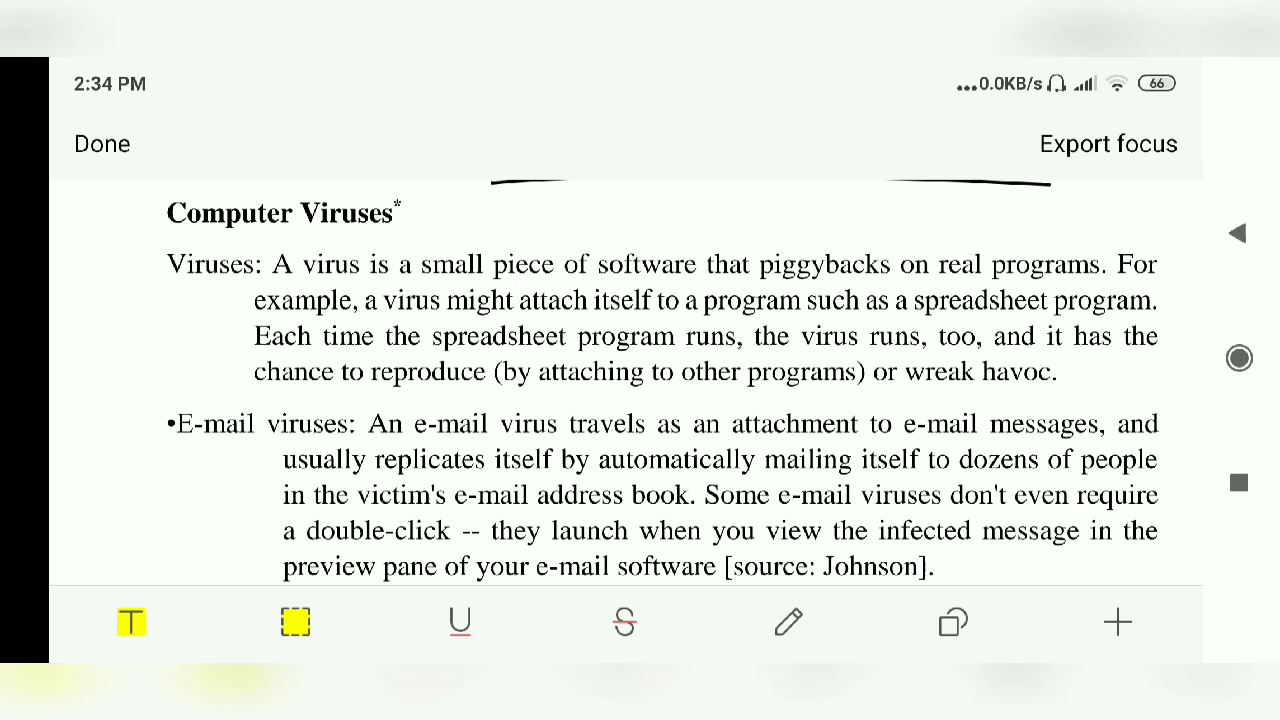 2:34 PM ...0.0KB/s 66
Done Export focus
Computer Viruses*
Viruses: A virus is a small piece of software that piggybacks on real programs. For
example, a virus might attach itself to a program such as a spreadsheet program.
Each time the spreadsheet program runs, the virus runs, too, and it has the
chance to reproduce (by attaching to other programs) or wreak havoc.
•E-mail viruses: An e-mail virus travels as an attachment to e-mail messages, and
usually replicates itself by automatically mailing itself to dozens of people
in the victim's e-mail address book. Some e-mail viruses don't even require
a double-click -- they launch when you view the infected message in the
preview pane of your e-mail software [source: Johnson].
T U S